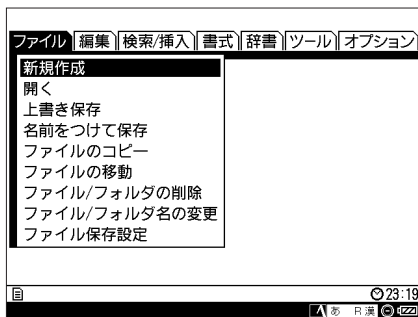 ファイル 編集 検索/挿入 書式 辞書 ツール オプション
新規作成
開く
上書き保存
名前をつけて保存
ファイルのコピー
ファイルの移動
ファイル/フォルダの削除
ファイル/フォルダ名の変更
ファイル保存設定
23:19
A あ R漢